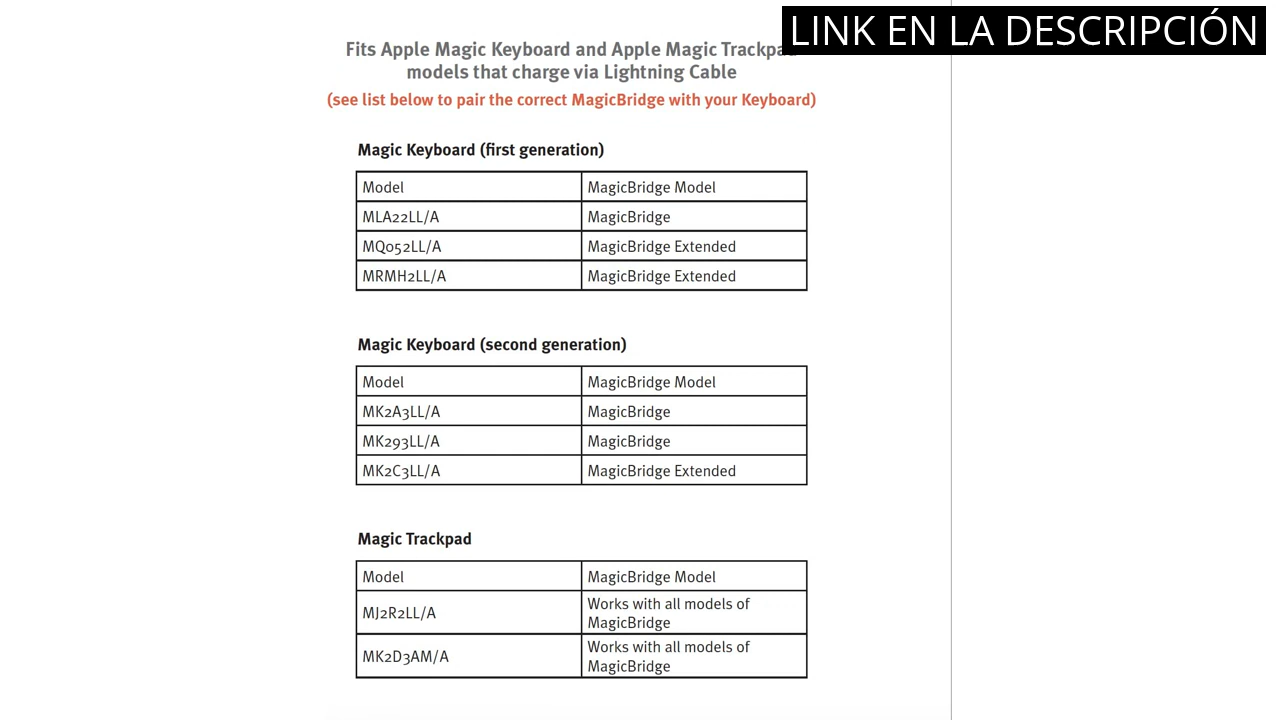 LINK EN LA DESCRIPCIÓN
Fits Apple Magic Keyboard and Apple Magic Trackpad
models that charge via Lightning Cable
(see list below to pair the correct MagicBridge with your Keyboard)
Magic Keyboard (first generation)
Model MagicBridge Model
MLA22LL/A MagicBridge
MQ052LL/A MagicBridge Extended
MRMH2LL/A MagicBridge Extended
Magic Keyboard (second generation)
Model MagicBridge Model
MK2A3LL/A MagicBridge
MK293LL/A MagicBridge
MK2C3LL/A MagicBridge Extended
Magic Trackpad
Model MagicBridge Model
MJ2R2LL/A Works with all models of
MagicBridge
MK2D3AM/A Works with all models of
MagicBridge